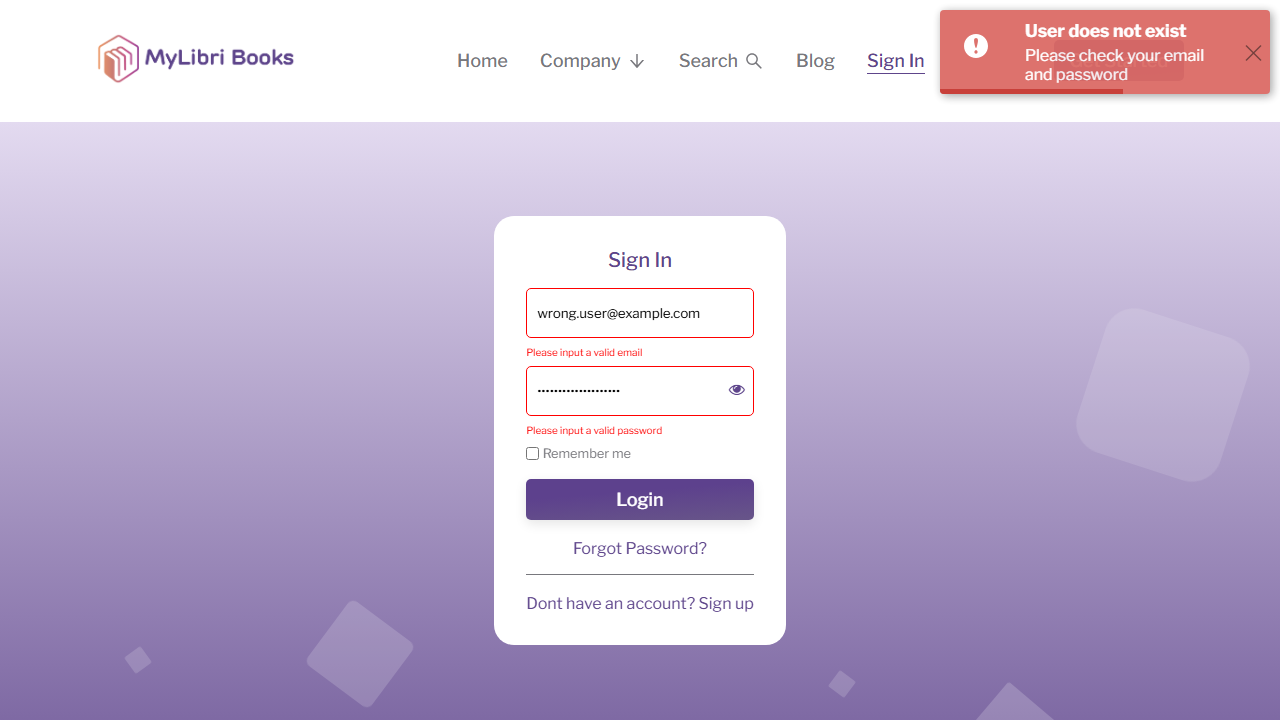 MyLibri Books
Home
Company
Search
Blog
Sign In
User does not exist
Please check your email
and password
Sign In
wrong.user@example.com
Please input a valid email
••••••••••••••••••••
Please input a valid password
Remember me
Login
Forgot Password?
Dont have an account? Sign up